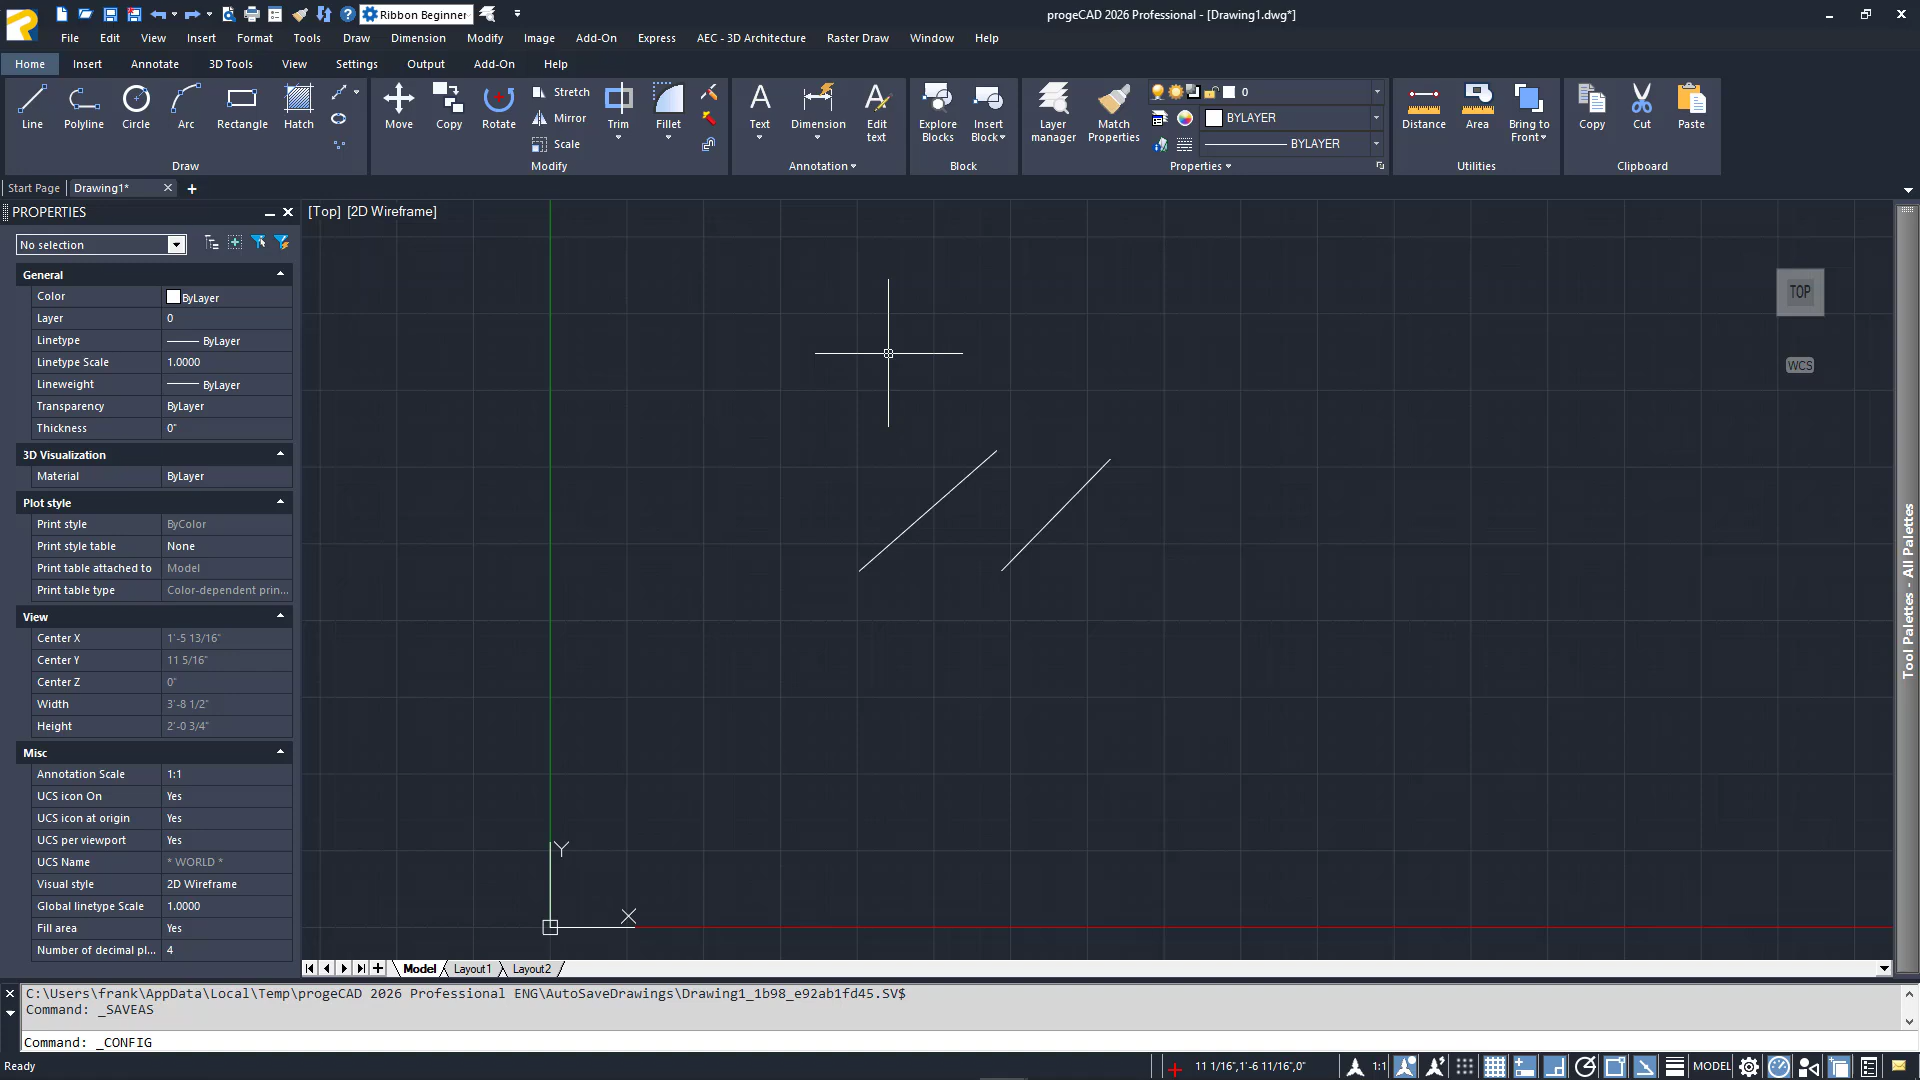 Ribbon Beginner
progeCAD 2026 Professional - [Drawing1.dwg*]
File Edit View Insert Format Tools Draw Dimension Modify Image Add-On Express AEC - 3D Architecture Raster Draw Window Help
Home Insert Annotate 3D Tools View Settings Output Add-On Help
Line Polyline Circle Arc Rectangle Hatch
Draw
Move Copy Rotate Stretch Mirror Scale Trim Fillet
Modify
Text Dimension Edit text
Annotation
Explore Blocks Insert Block
Block
Layer manager Match Properties 0
BYLAYER
BYLAYER
Properties
Distance Area Bring to Front
Utilities
Copy Cut Paste
Clipboard
Start Page Drawing1*
PROPERTIES
No selection
General
Color ByLayer
Layer 0
Linetype ByLayer
Linetype Scale 1.0000
Lineweight ByLayer
Transparency ByLayer
Thickness 0"
3D Visualization
Material ByLayer
Plot style
Print style ByColor
Print style table None
Print table attached to Model
Print table type Color-dependent prin...
View
Center X 1'-5 13/16"
Center Y 11 5/16"
Center Z 0"
Width 3'-8 1/2"
Height 2'-0 3/4"
Misc
Annotation Scale 1:1
UCS icon On Yes
UCS icon at origin Yes
UCS per viewport Yes
UCS Name * WORLD *
Visual style 2D Wireframe
Global linetype Scale 1.0000
Fill area Yes
Number of decimal pl... 4
[Top] [2D Wireframe]
TOP
WCS
Y
X
Tool Palettes - All Palettes
Model Layout1 Layout2
C:\Users\frank\AppData\Local\Temp\progeCAD 2026 Professional ENG\AutoSaveDrawings\Drawing1_1b98_e92ab1fd45.SV$
Command: _SAVEAS
Command: _CONFIG
Ready
11 1/16",1'-6 11/16",0"
1:1
MODEL